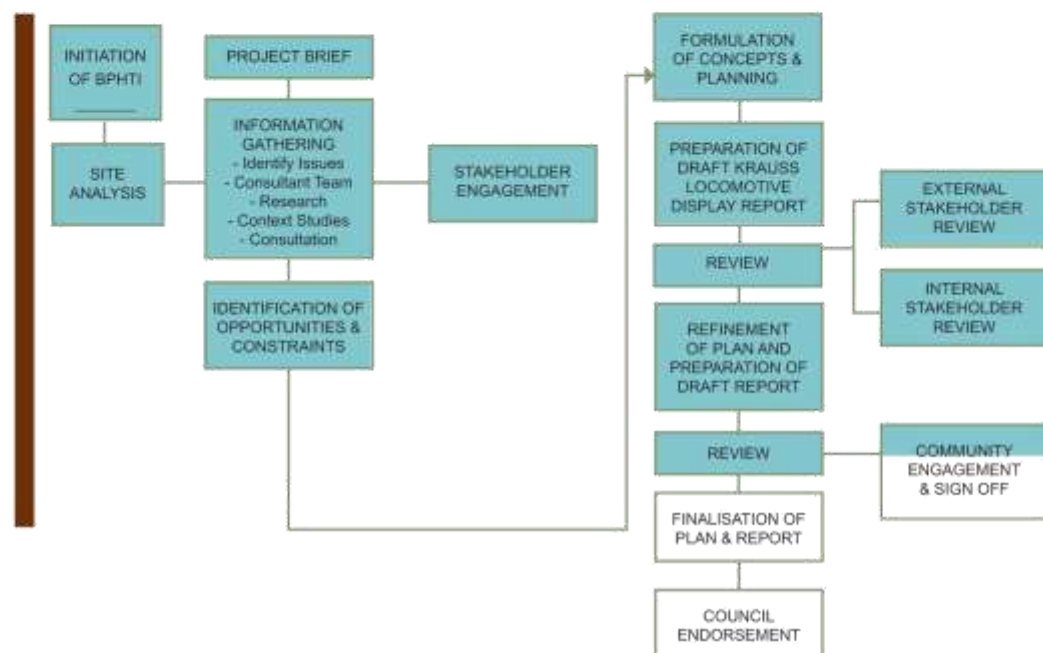 INITIATION
OF BPHTI
SITE
ANALYSIS
PROJECT BRIEF
INFORMATION
GATHERING
- Identify Issues
- Consultant Team
- Research
- Context Studies
- Consultation
IDENTIFICATION OF
OPPORTUNITIES &
CONSTRAINTS
STAKEHOLDER
ENGAGEMENT
FORMULATION
OF CONCEPTS &
PLANNING
PREPARATION OF
DRAFT KRAUSS
LOCOMOTIVE
DISPLAY REPORT
REVIEW
EXTERNAL
STAKEHOLDER
REVIEW
INTERNAL
STAKEHOLDER
REVIEW
REFINEMENT
OF PLAN AND
PREPARATION OF
DRAFT REPORT
REVIEW
COMMUNITY
ENGAGEMENT
& SIGN OFF
FINALISATION OF
PLAN & REPORT
COUNCIL
ENDORSEMENT